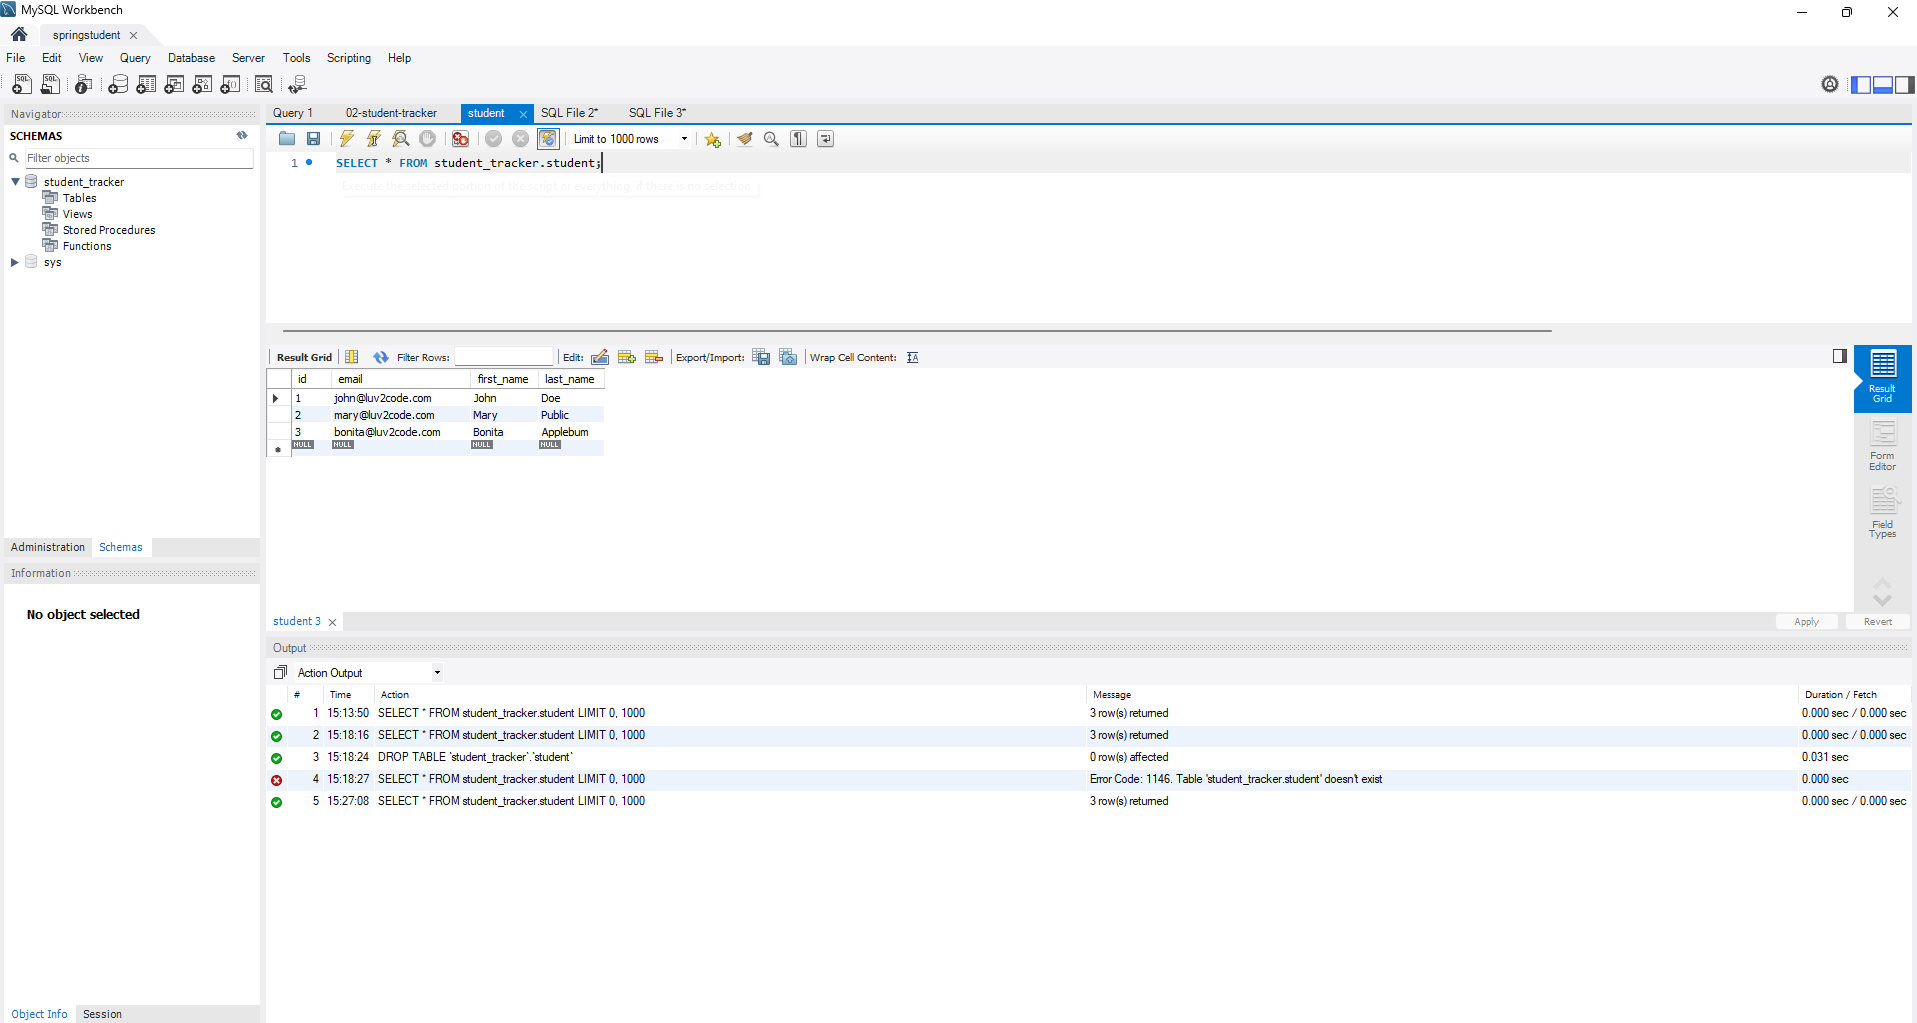 MySQL Workbench
springstudent
File Edit View Query Database Server Tools Scripting Help
Navigator
SCHEMAS
Filter objects
student_tracker
Tables
Views
Stored Procedures
Functions
sys
Administration Schemas
Information
No object selected
Object Info Session
Query 1 02-student-tracker student SQL File 2* SQL File 3*
Limit to 1000 rows
1 SELECT * FROM student_tracker.student;
Execute the selected portion of the script or everything, if there is no selection
Result Grid Filter Rows: Edit: Export/Import: Wrap Cell Content:
id email first_name last_name
1 john@luv2code.com John Doe
2 mary@luv2code.com Mary Public
3 bonita@luv2code.com Bonita Applebum
NULL NULL NULL NULL
Result
Grid
Form
Editor
Field
Types
student 3 Apply Revert
Output
Action Output
# Time Action Message Duration / Fetch
1 15:13:50 SELECT * FROM student_tracker.student LIMIT 0, 1000 3 row(s) returned 0.000 sec / 0.000 sec
2 15:18:16 SELECT * FROM student_tracker.student LIMIT 0, 1000 3 row(s) returned 0.000 sec / 0.000 sec
3 15:18:24 DROP TABLE `student_tracker`.`student` 0 row(s) affected 0.031 sec
4 15:18:27 SELECT * FROM student_tracker.student LIMIT 0, 1000 Error Code: 1146. Table 'student_tracker.student' doesn't exist 0.000 sec
5 15:27:08 SELECT * FROM student_tracker.student LIMIT 0, 1000 3 row(s) returned 0.000 sec / 0.000 sec